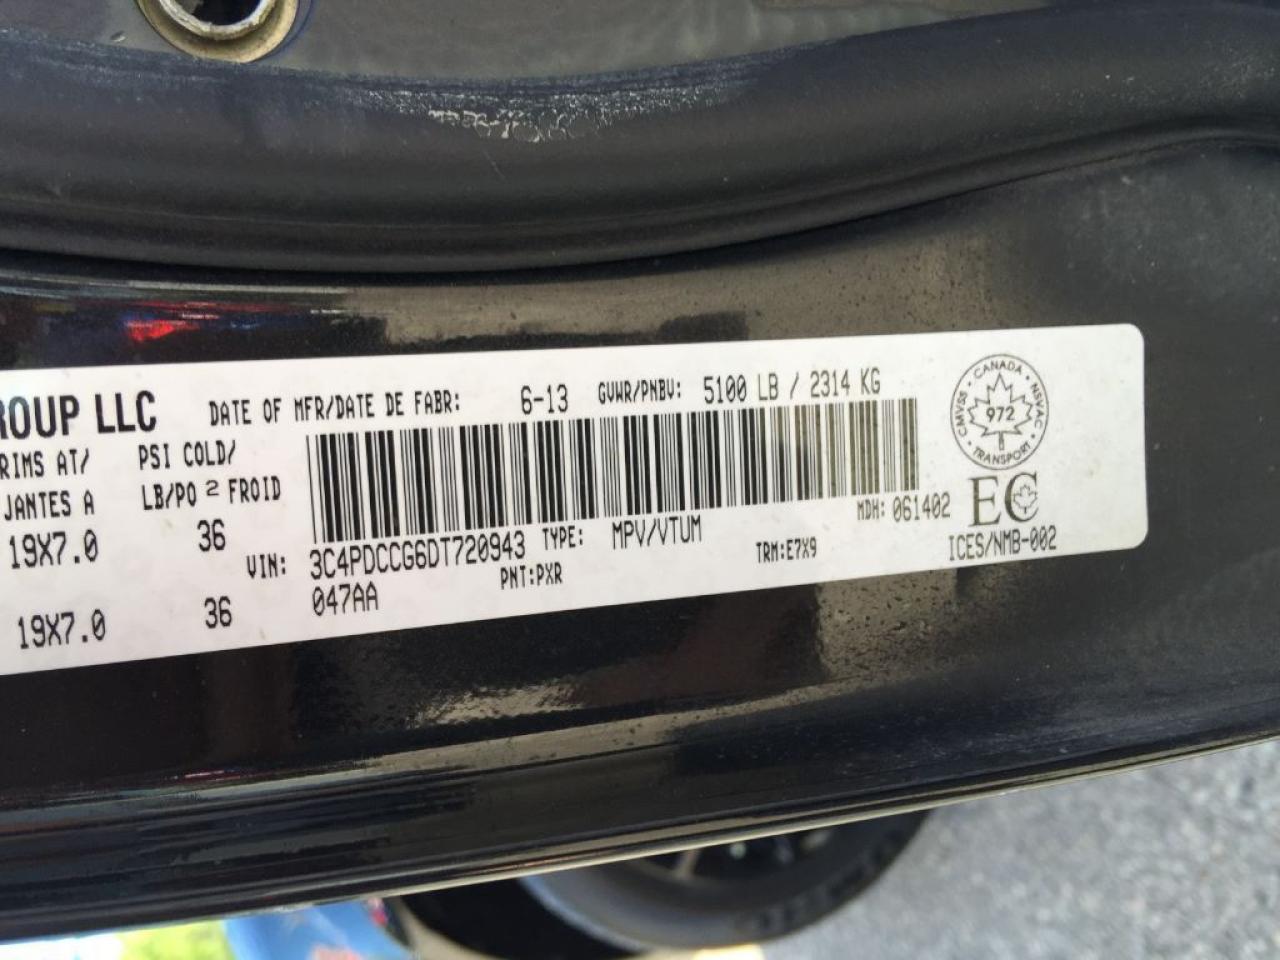 ROUP LLC
DATE OF MFR/DATE DE FABR: 6-13 GVWR/PNBV: 5100 LB / 2314 KG
RIMS AT/ PSI COLD/
JANTES A LB/PO 2 FROID
19X7.0 36
VIN: 3C4PDCCG6DT720943 TYPE: MPV/VTUM MDH: 061402
047AA PNT:PXR TRM:E7X9 ICES/NMB-002
19X7.0 36
CANADA
CMVSS 972 NSVAC
TRANSPORT
EC